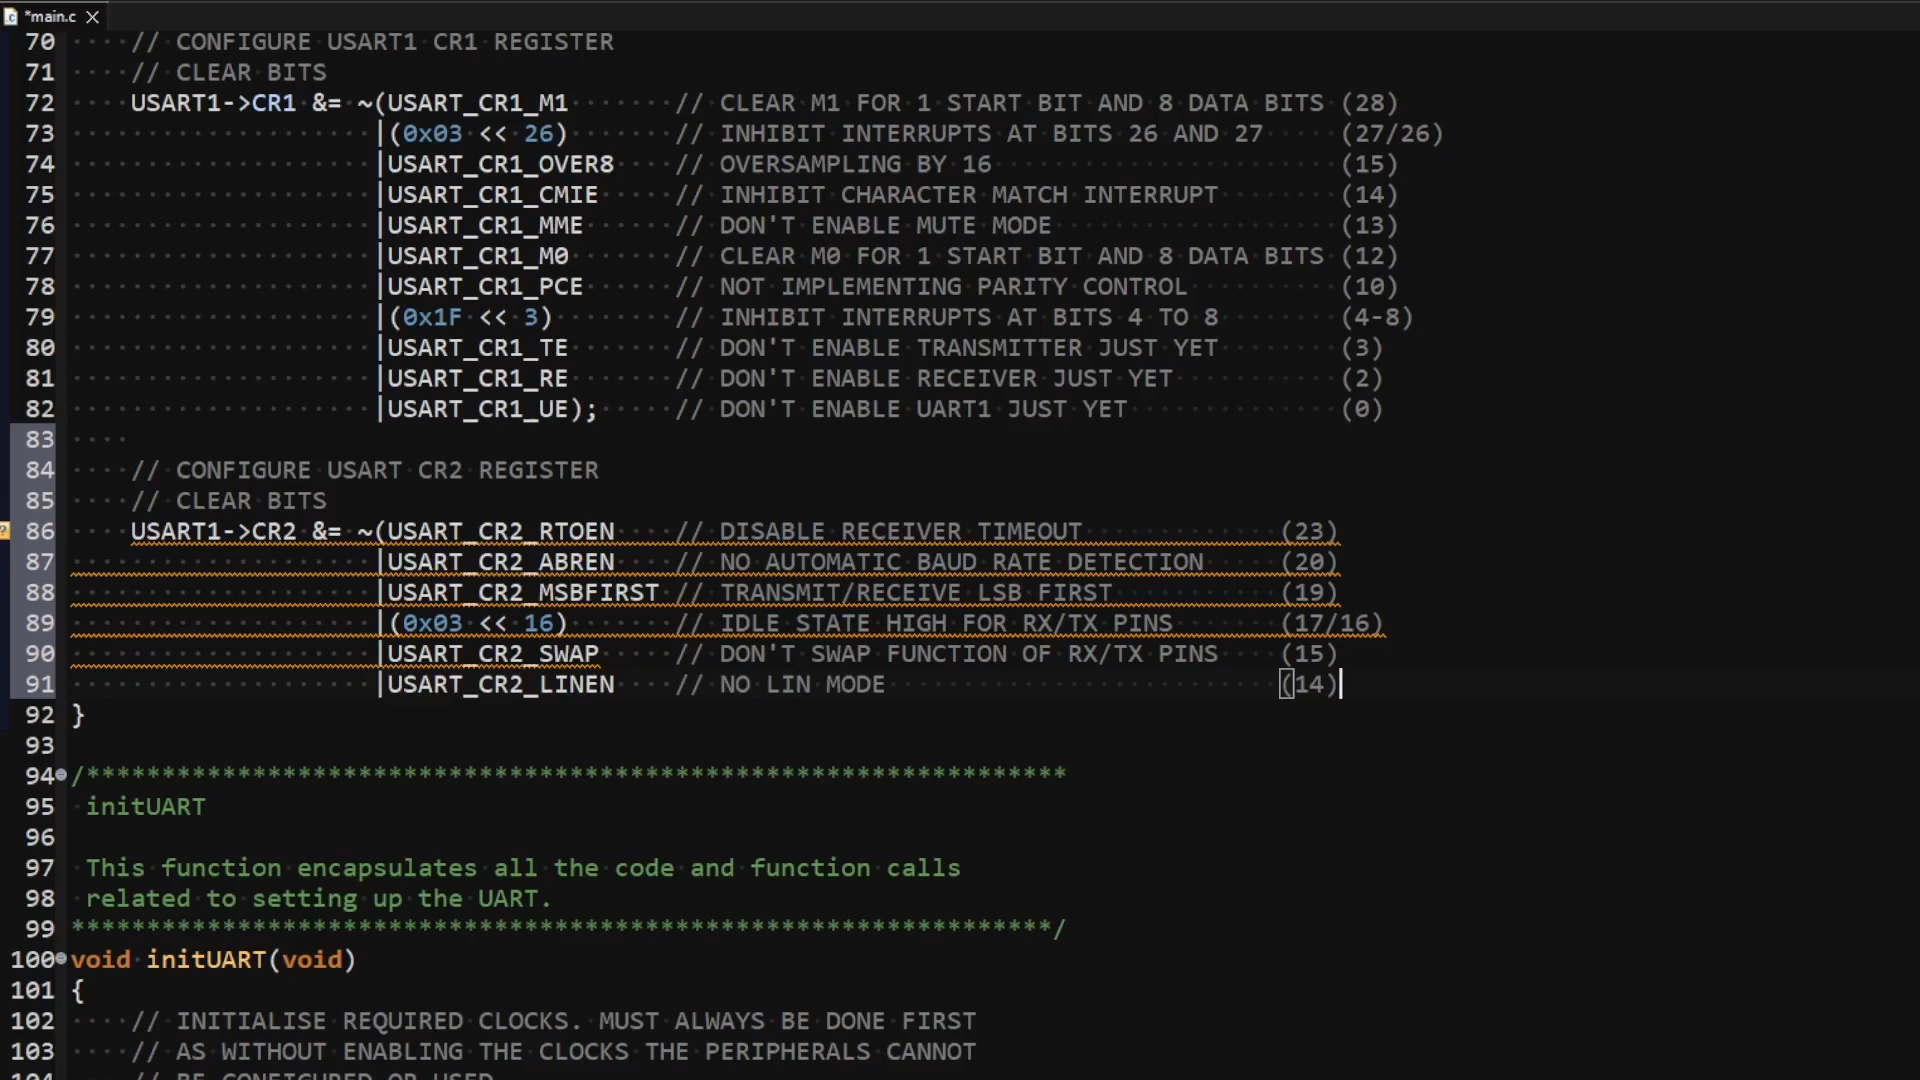 *main.c
70 // CONFIGURE USART1 CR1 REGISTER
71 // CLEAR BITS
72 USART1->CR1 &= ~(USART_CR1_M1 // CLEAR M1 FOR 1 START BIT AND 8 DATA BITS (28)
73 |(0x03 << 26) // INHIBIT INTERRUPTS AT BITS 26 AND 27 (27/26)
74 |USART_CR1_OVER8 // OVERSAMPLING BY 16 (15)
75 |USART_CR1_CMIE // INHIBIT CHARACTER MATCH INTERRUPT (14)
76 |USART_CR1_MME // DON'T ENABLE MUTE MODE (13)
77 |USART_CR1_M0 // CLEAR M0 FOR 1 START BIT AND 8 DATA BITS (12)
78 |USART_CR1_PCE // NOT IMPLEMENTING PARITY CONTROL (10)
79 |(0x1F << 3) // INHIBIT INTERRUPTS AT BITS 4 TO 8 (4-8)
80 |USART_CR1_TE // DON'T ENABLE TRANSMITTER JUST YET (3)
81 |USART_CR1_RE // DON'T ENABLE RECEIVER JUST YET (2)
82 |USART_CR1_UE); // DON'T ENABLE UART1 JUST YET (0)
83
84 // CONFIGURE USART CR2 REGISTER
85 // CLEAR BITS
86 USART1->CR2 &= ~(USART_CR2_RTOEN // DISABLE RECEIVER TIMEOUT (23)
87 |USART_CR2_ABREN // NO AUTOMATIC BAUD RATE DETECTION (20)
88 |USART_CR2_MSBFIRST // TRANSMIT/RECEIVE LSB FIRST (19)
89 |(0x03 << 16) // IDLE STATE HIGH FOR RX/TX PINS (17/16)
90 |USART_CR2_SWAP // DON'T SWAP FUNCTION OF RX/TX PINS (15)
91 |USART_CR2_LINEN // NO LIN MODE (14)
92 }
93
94 /*****************************************************************
95 initUART
96
97 This function encapsulates all the code and function calls
98 related to setting up the UART.
99 *****************************************************************/
100 void initUART(void)
101 {
102 // INITIALISE REQUIRED CLOCKS. MUST ALWAYS BE DONE FIRST
103 // AS WITHOUT ENABLING THE CLOCKS THE PERIPHERALS CANNOT
104 // BE CONFIGURED OR USED